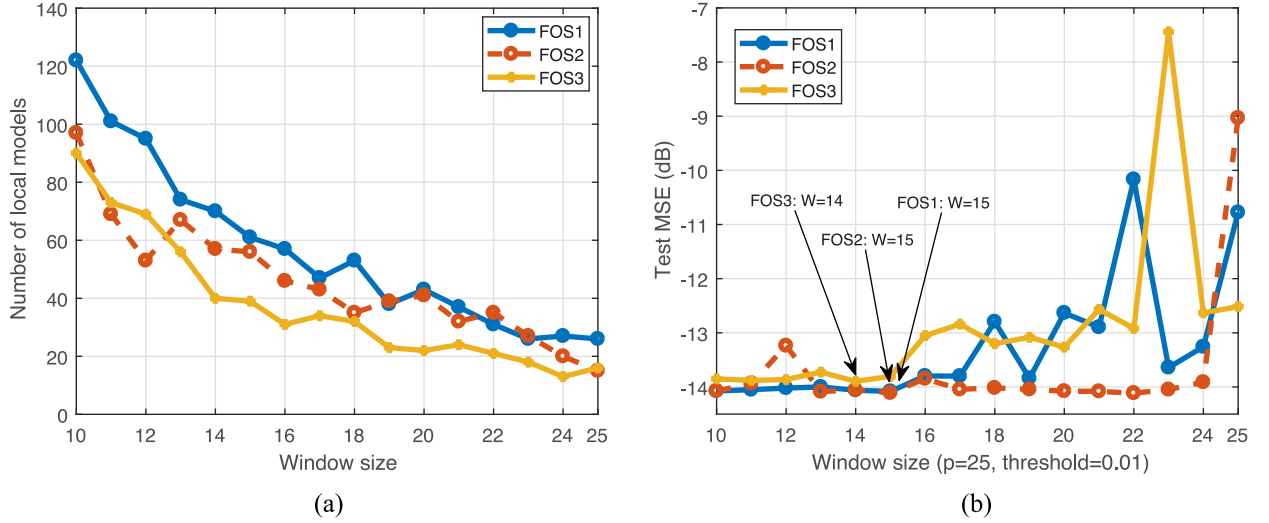 140
120
100
80
60
40
20
0
Number of local models
FOS1
FOS2
FOS3
10 12 14 16 18 20 22 24 25
Window size
(a)
-7
-8
-9
-10
-11
-12
-13
-14
Test MSE (dB)
FOS1
FOS2
FOS3
FOS3: W=14
FOS1: W=15
FOS2: W=15
10 12 14 16 18 20 22 24 25
Window size (p=25, threshold=0.01)
(b)